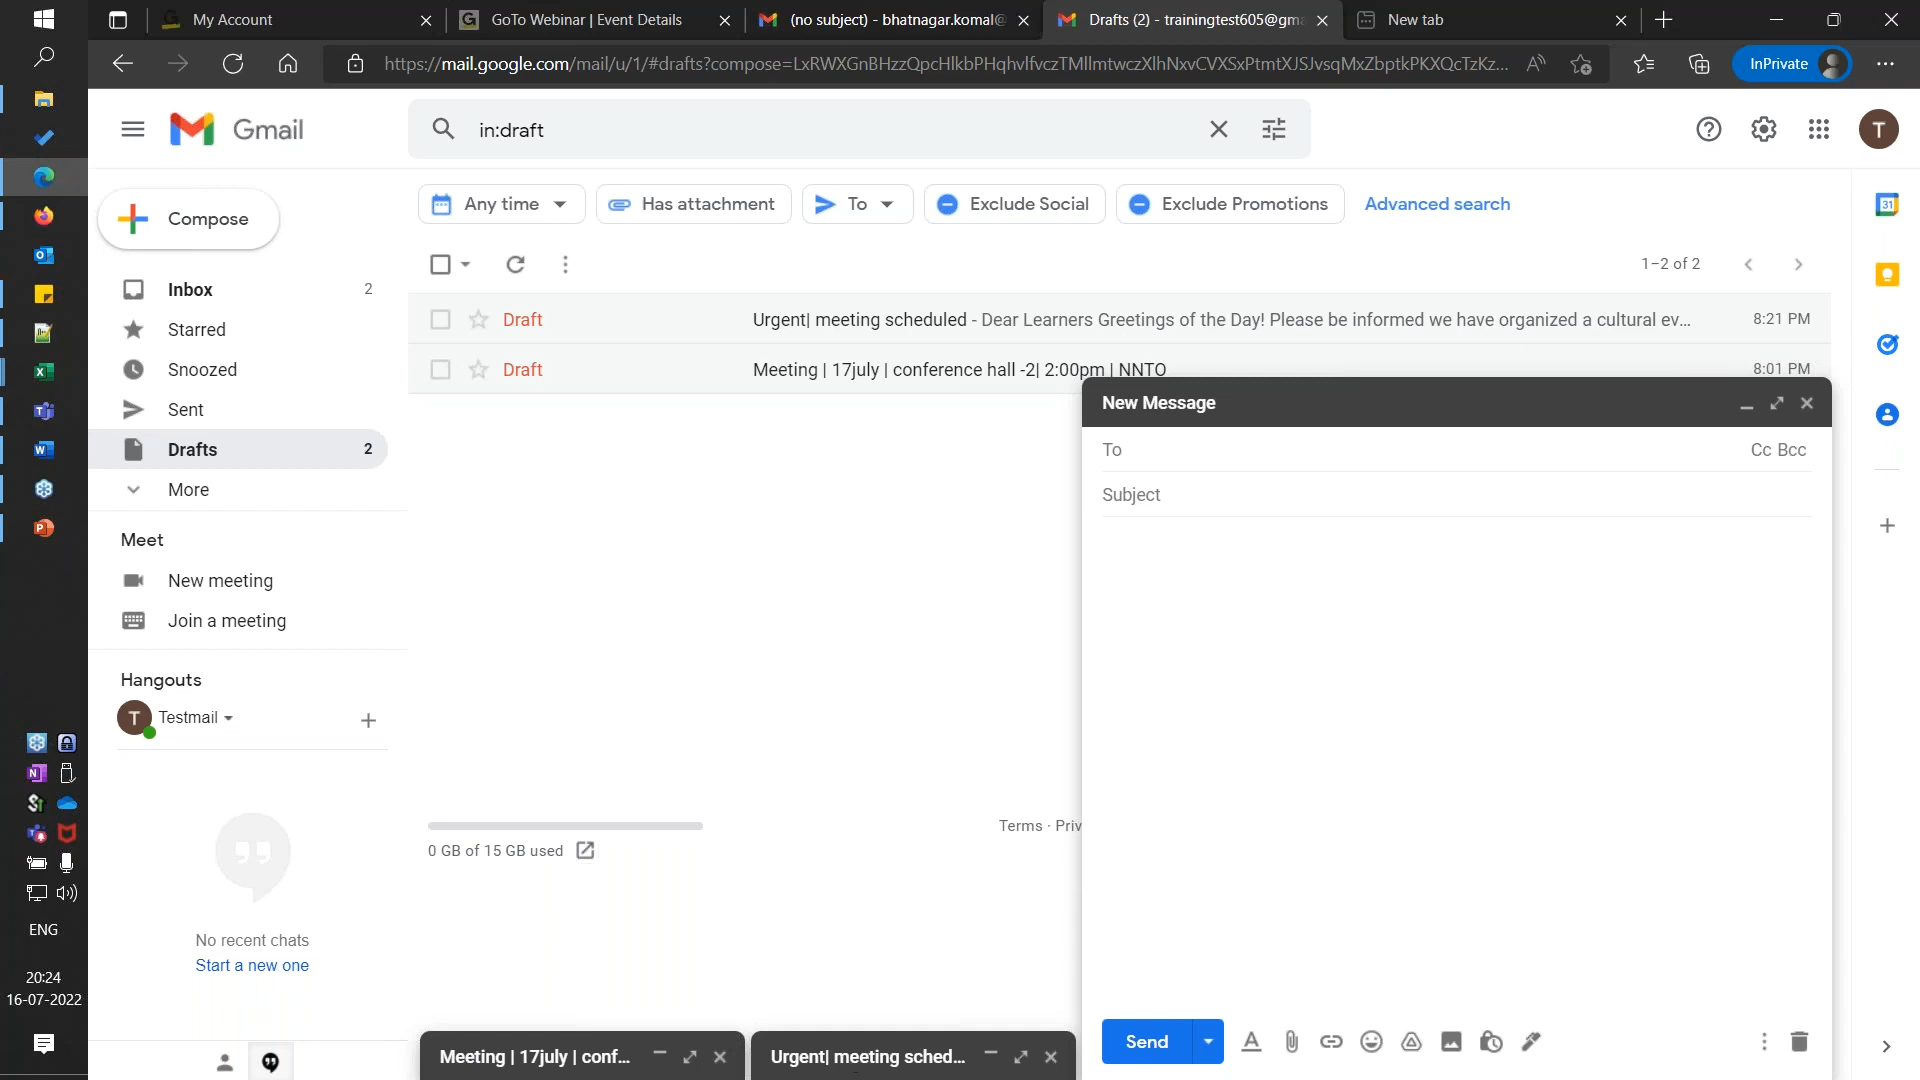 My Account
GoTo Webinar | Event Details
(no subject) - bhatnagar.komal@
Drafts (2) - trainingtest605@gma
New tab
https://mail.google.com/mail/u/1/#drafts?compose=LxRWXGnBHzzQpcHlkbPHqhvlfvczTMllmtwczXlhNxvCVXSxPtmtXJSJvsqMxZbptkPKXQcTzKz...
InPrivate
Gmail
in:draft
T
Compose
Any time
Has attachment
To
Exclude Social
Exclude Promotions
Advanced search
1–2 of 2
Inbox 2
Starred
Snoozed
Sent
Drafts 2
More
Draft Urgent| meeting scheduled - Dear Learners Greetings of the Day! Please be informed we have organized a cultural ev... 8:21 PM
Draft Meeting | 17july | conference hall -2| 2:00pm | NNTO 8:01 PM
Meet
New meeting
Join a meeting
Hangouts
T Testmail
No recent chats
Start a new one
0 GB of 15 GB used
Terms · Priv
New Message
To Cc Bcc
Subject
Send
Meeting | 17july | conf...
Urgent| meeting sched...
31
ENG
20:24
16-07-2022